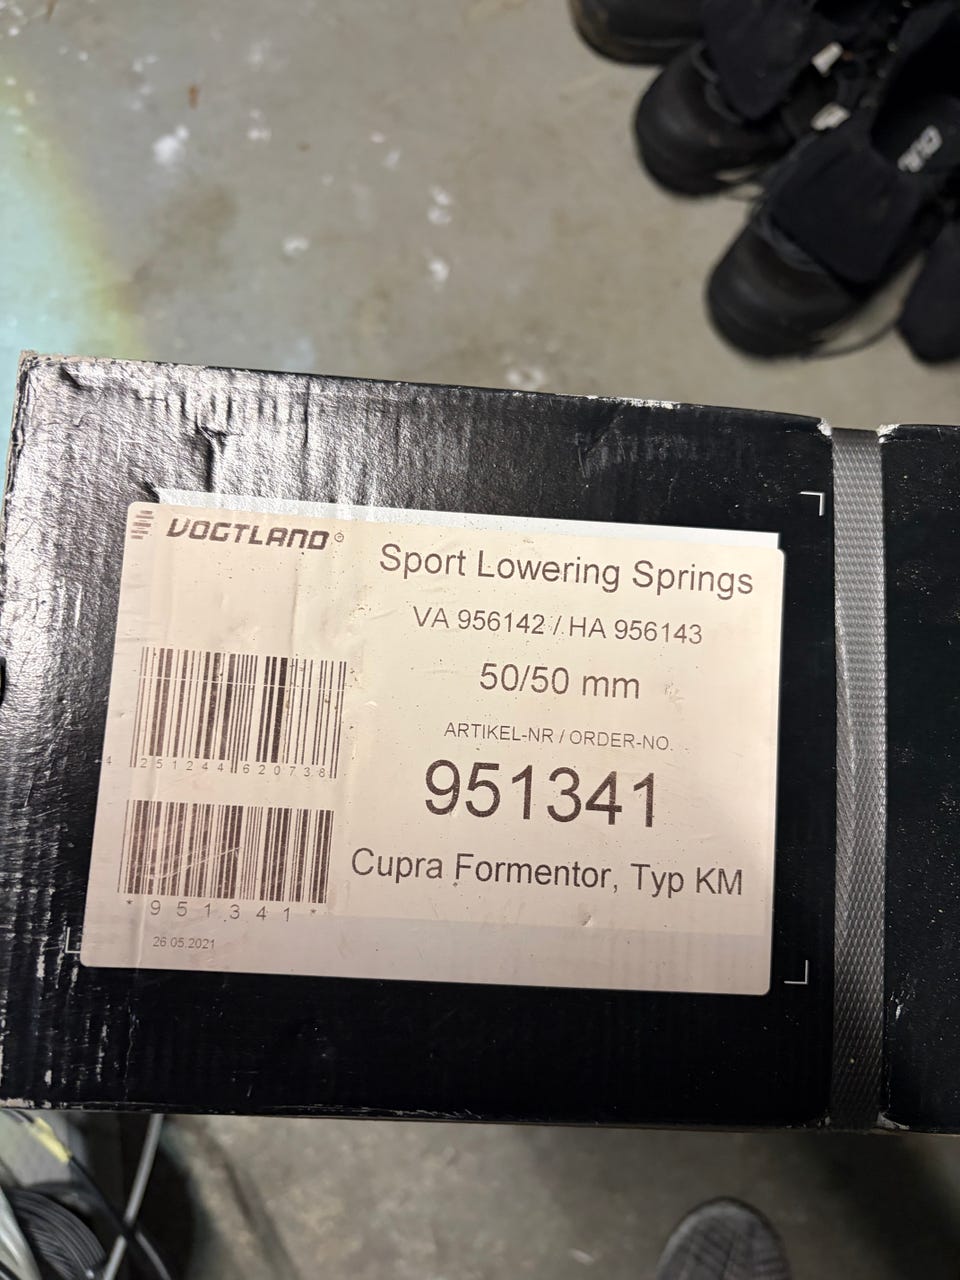 VOGTLAND®
Sport Lowering Springs
VA 956142 / HA 956143
50/50 mm
ARTIKEL-NR / ORDER-NO.
951341
Cupra Formentor, Typ KM
4 251244 620738
*951341*
26.05.2021